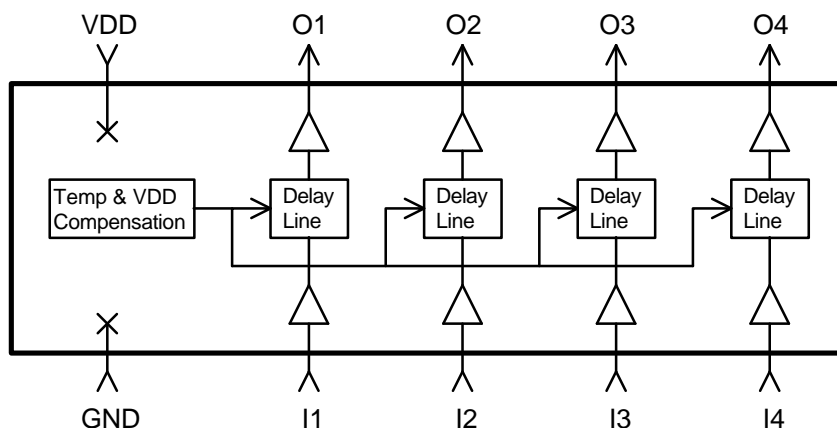 VDD O1 O2 O3 O4
Temp & VDD
Compensation
Delay
Line
Delay
Line
Delay
Line
Delay
Line
GND I1 I2 I3 I4